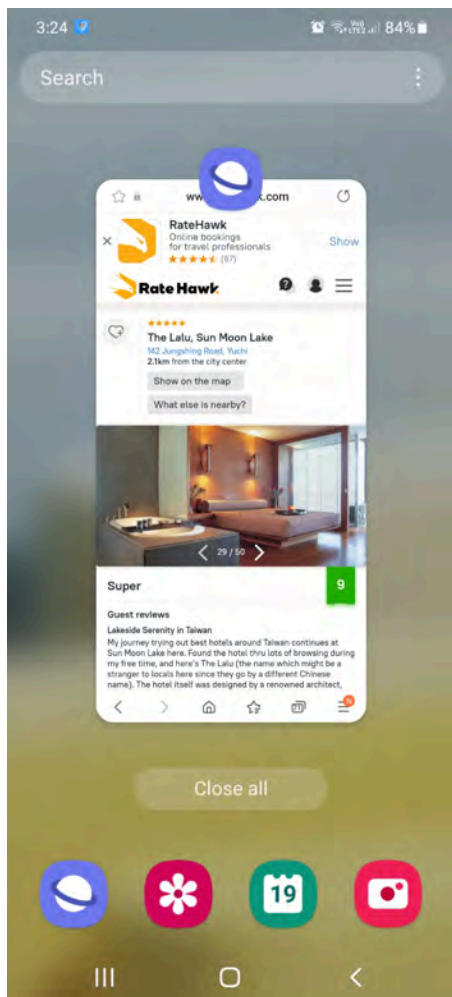 3:24
84%
Search
.com
RateHawk
Online bookings
for travel professionals
(67)
Show
Rate Hawk
The Lalu, Sun Moon Lake
142 Jungshing Road, Yuchi
2.1km from the city center
Show on the map
What else is nearby?
29 / 50
Super
9
Guest reviews
Lakeside Serenity in Taiwan
My journey trying out best hotels around Taiwan continues at
Sun Moon Lake here. Found the hotel thru lots of browsing during
my free time, and here's The Lalu (the name which might be a
stranger to locals here since they go by a different Chinese
name). The hotel itself was designed by a renowned architect,
Close all
19